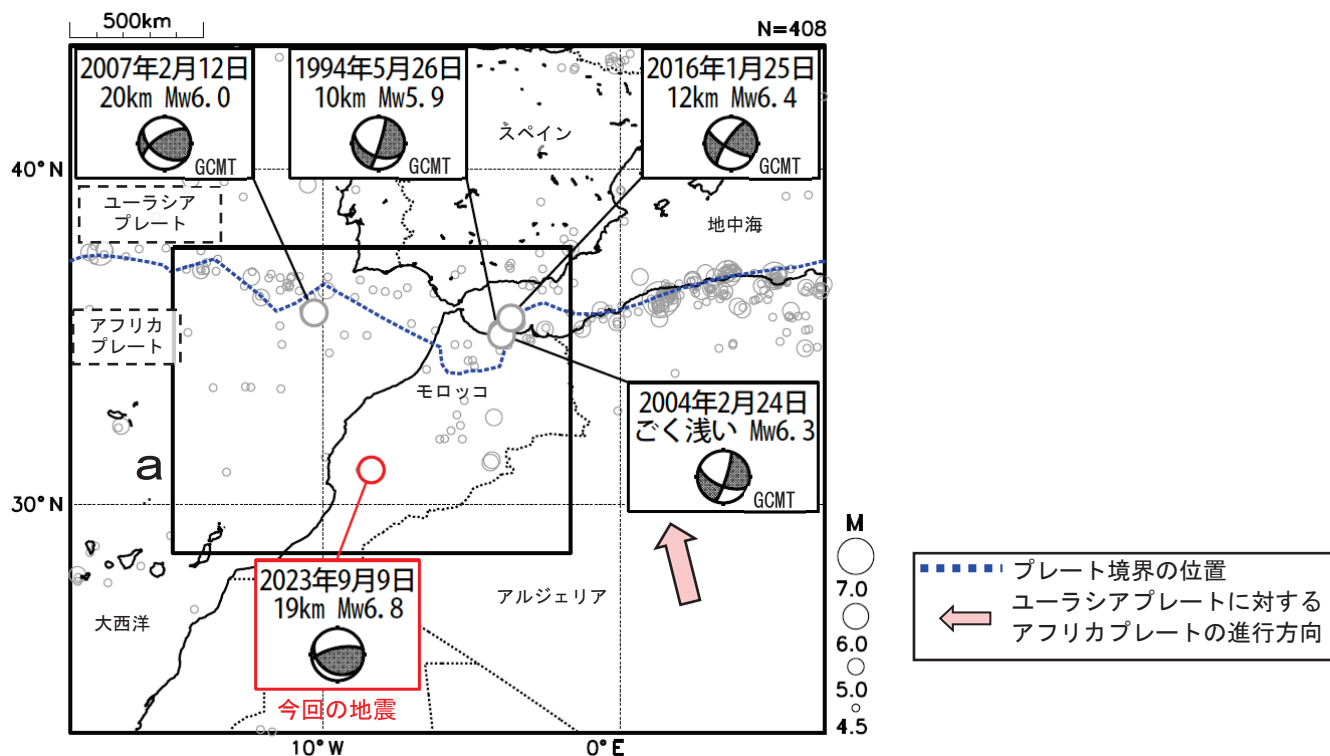 500km
N=408
2007年2月12日
20km Mw6.0
GCMT
1994年5月26日
10km Mw5.9
GCMT
2016年1月25日
12km Mw6.4
GCMT
スペイン
40°N
ユーラシア
プレート
地中海
アフリカ
プレート
モロッコ
2004年2月24日
ごく浅い Mw6.3
GCMT
a
30°N
2023年9月9日
19km Mw6.8
今回の地震
大西洋
アルジェリア
10°W
0°E
M
7.0
6.0
5.0
4.5
プレート境界の位置
ユーラシアプレートに対する
アフリカプレートの進行方向